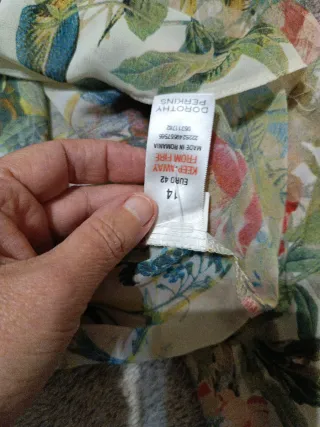 DOROTHY
PERKINS
MADE IN ROMANIA
KEEP AWAY
FROM FIRE
EURO 42
14